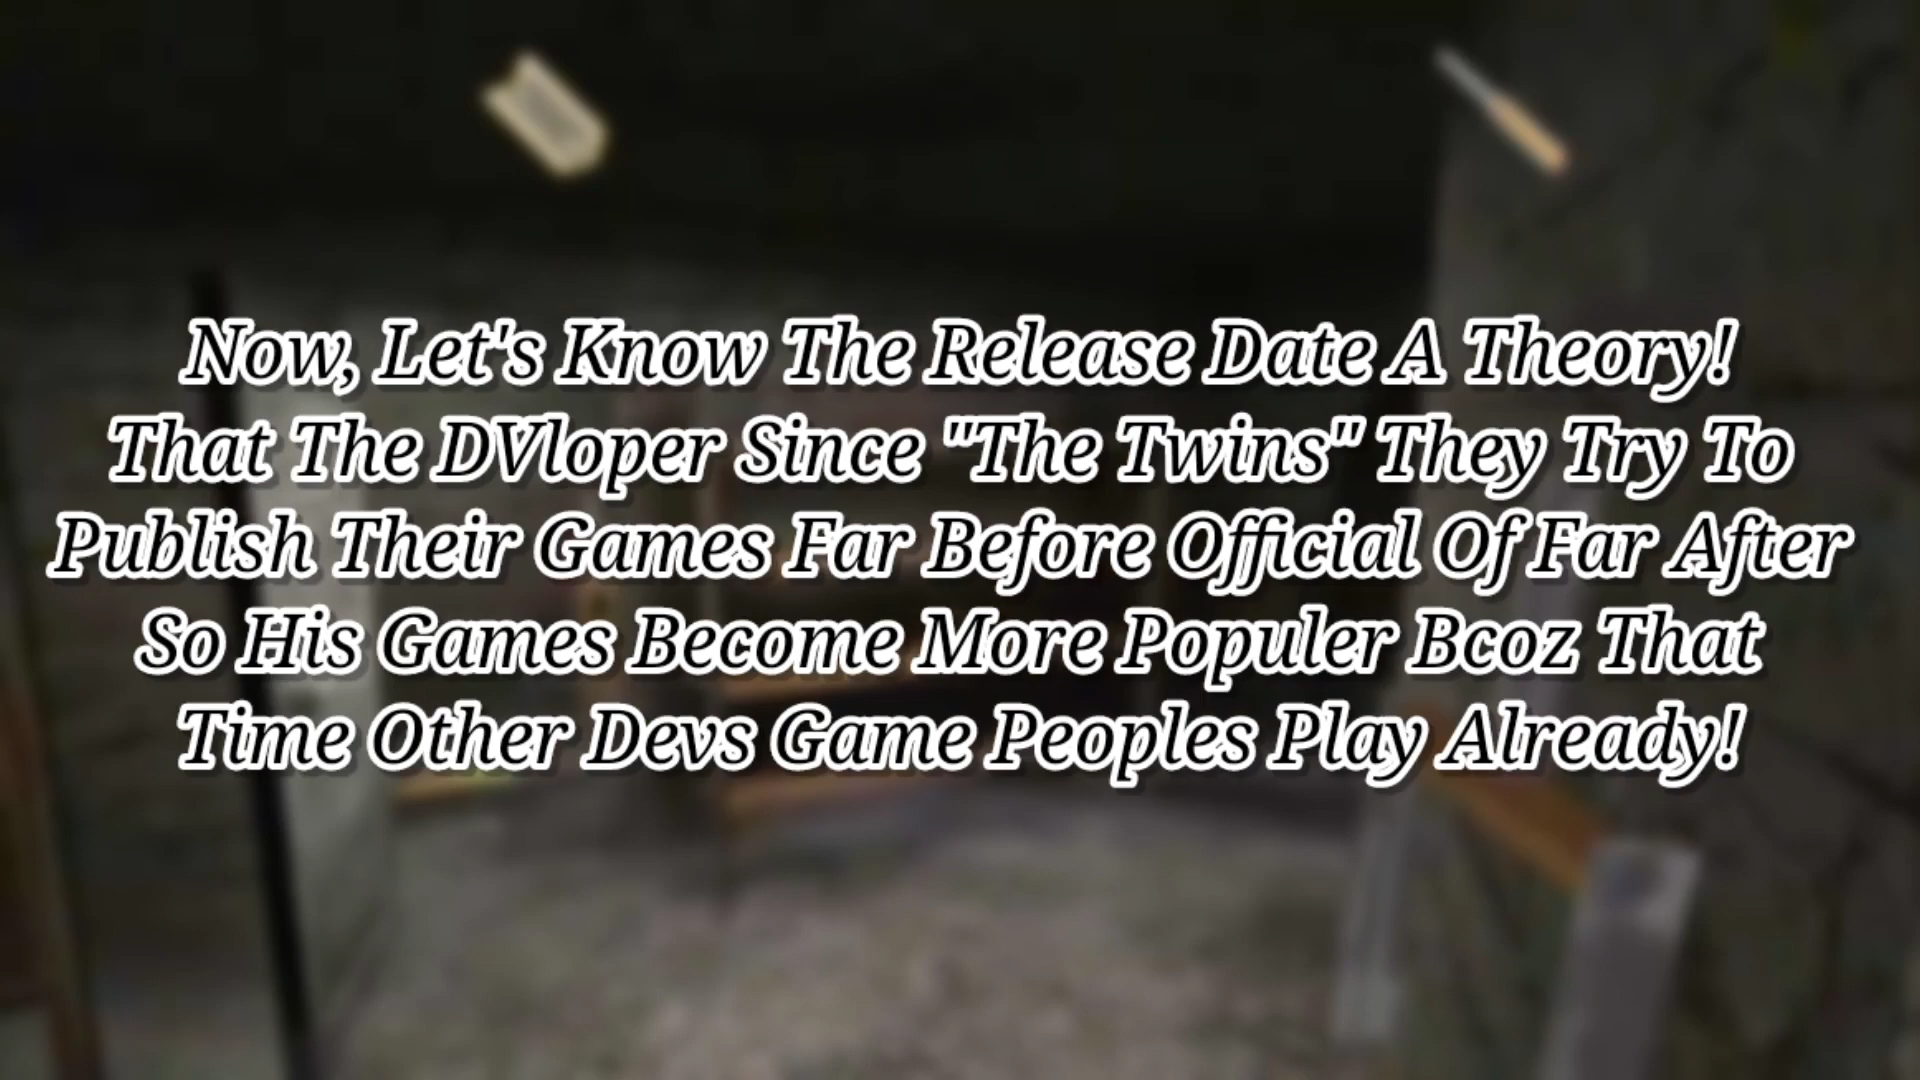 Now, Let's Know The Release Date A Theory!
That The DVloper Since "The Twins" They Try To
Publish Their Games Far Before Official Of Far After
So His Games Become More Populer Bcoz That
Time Other Devs Game Peoples Play Already!